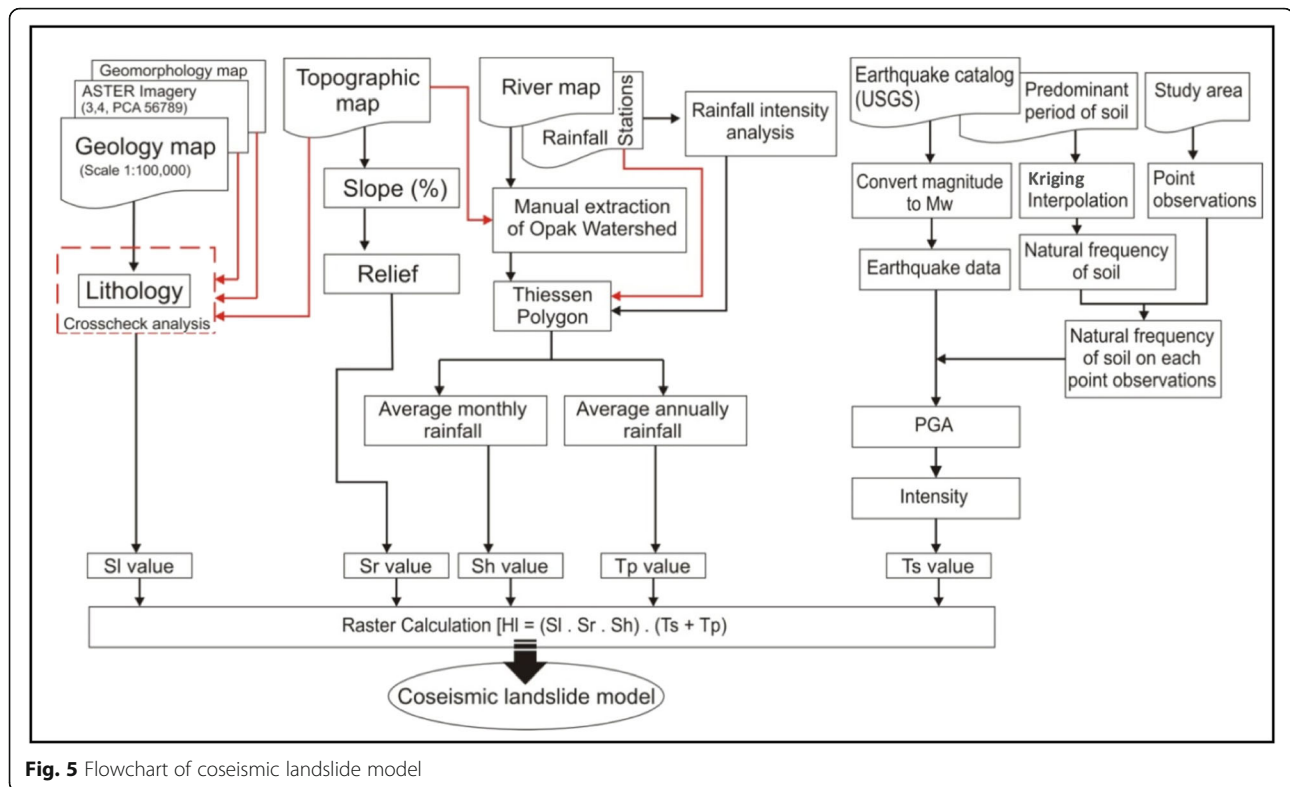 Geomorphology map
ASTER Imagery
(3,4, PCA 56789)
Geology map
(Scale 1:100,000)
Lithology
Crosscheck analysis
Sl value
Topographic
map
Slope (%)
Relief
Sr value
River map
Rainfall
Stations
Rainfall intensity
analysis
Manual extraction
of Opak Watershed
Thiessen
Polygon
Average monthly
rainfall
Average annually
rainfall
Sh value
Tp value
Earthquake catalog
(USGS)
Predominant
period of soil
Study area
Convert magnitude
to Mw
Kriging
Interpolation
Point
observations
Earthquake data
Natural frequency
of soil
Natural frequency
of soil on each
point observations
PGA
Intensity
Ts value
Raster Calculation [Hl = (Sl . Sr . Sh) . (Ts + Tp)
Coseismic landslide model
Fig. 5 Flowchart of coseismic landslide model